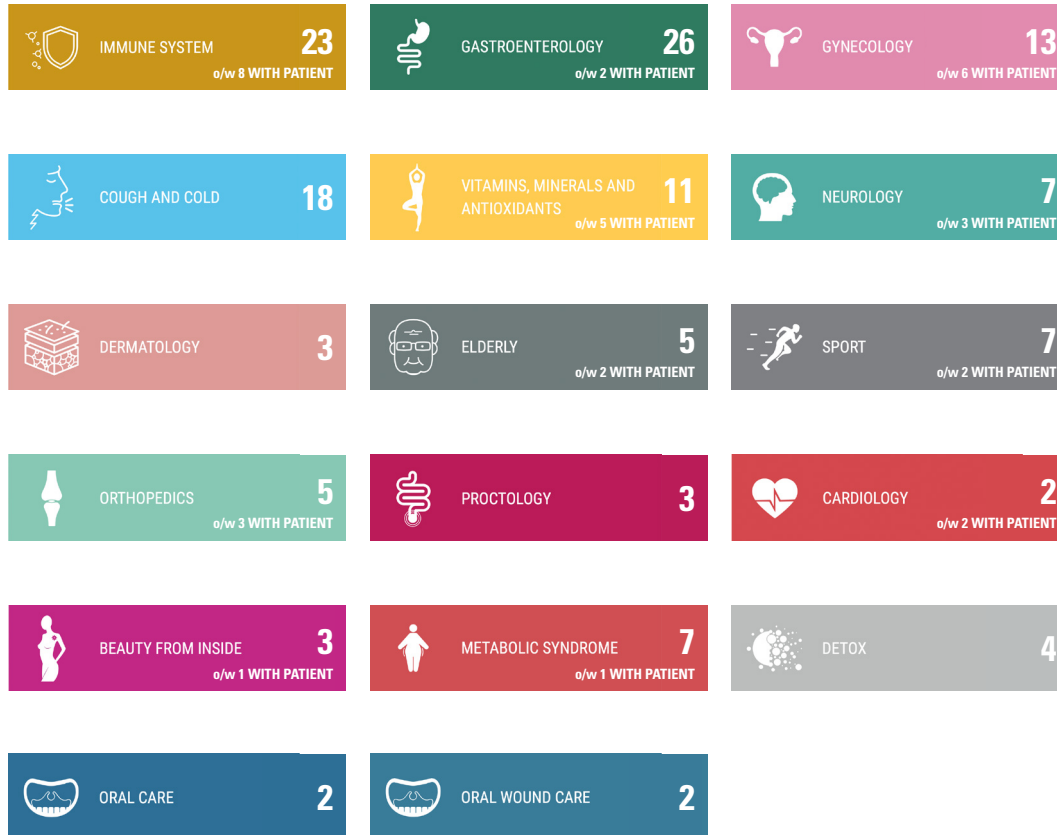 IMMUNE SYSTEM 23
o/w 8 WITH PATIENT
GASTROENTEROLOGY 26
o/w 2 WITH PATIENT
GYNECOLOGY 13
o/w 6 WITH PATIENT
COUGH AND COLD 18
VITAMINS, MINERALS AND
ANTIOXIDANTS 11
o/w 5 WITH PATIENT
NEUROLOGY 7
o/w 3 WITH PATIENT
DERMATOLOGY 3
ELDERLY 5
o/w 2 WITH PATIENT
SPORT 7
o/w 2 WITH PATIENT
ORTHOPEDICS 5
o/w 3 WITH PATIENT
PROCTOLOGY 3
CARDIOLOGY 2
o/w 2 WITH PATIENT
BEAUTY FROM INSIDE 3
o/w 1 WITH PATIENT
METABOLIC SYNDROME 7
o/w 1 WITH PATIENT
DETOX 4
ORAL CARE 2
ORAL WOUND CARE 2